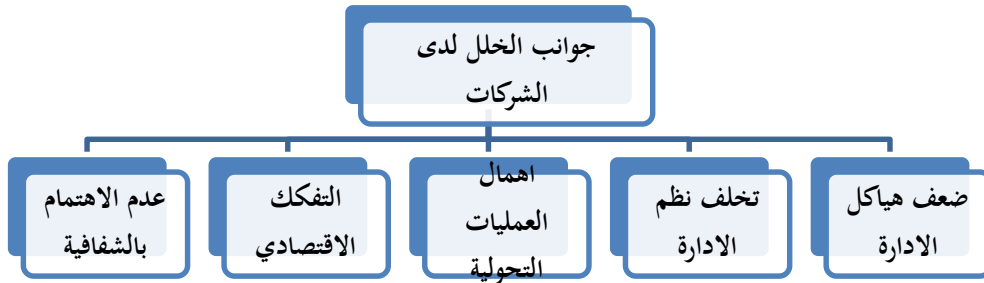 جوانب الخلل لدى
الشركات
ضعف هياكل
الادارة
تخلف نظم
الادارة
اهمال
العمليات
التحولية
التفكك
الاقتصادي
عدم الاهتمام
بالشفافية